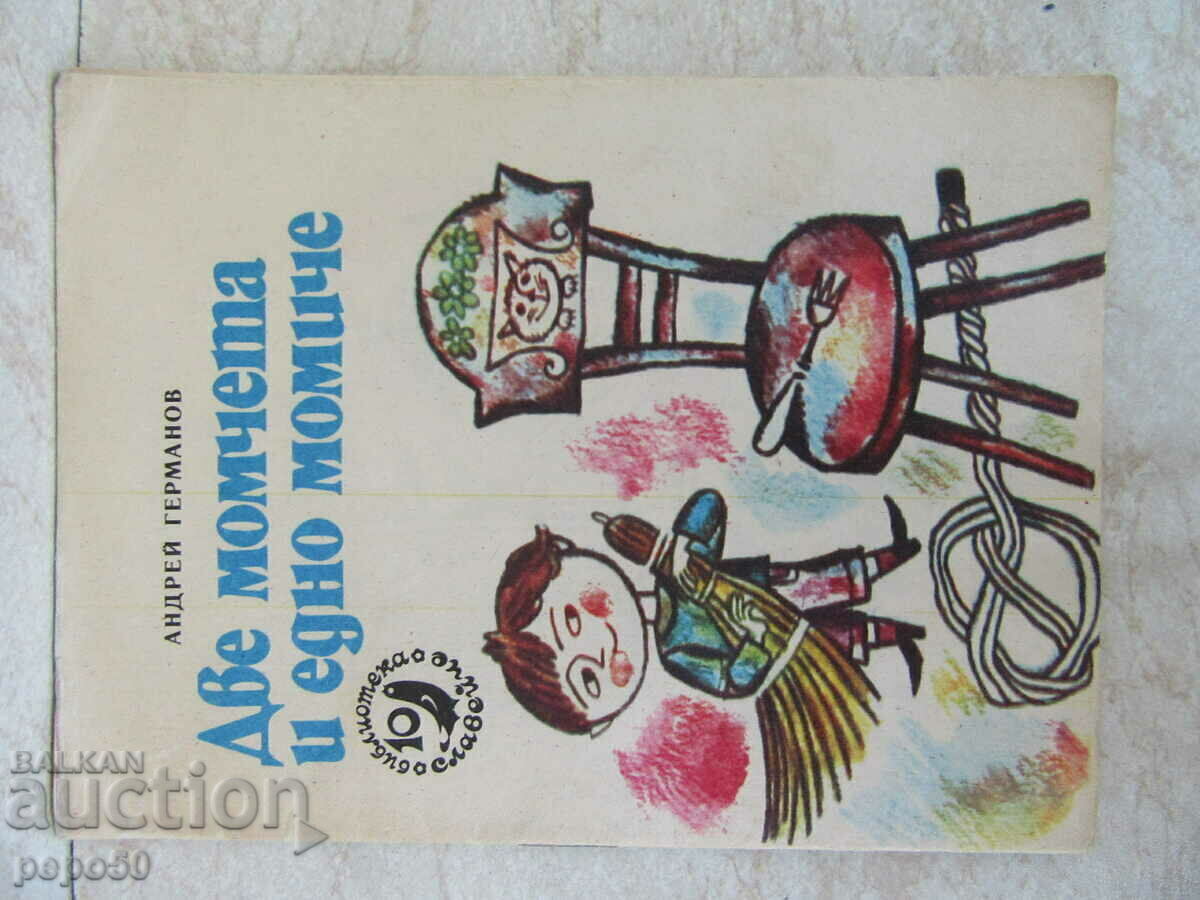 АНДРЕЙ ГЕРМАНОВ
Две момчета
и едно момиче
библиотека
10
славейче
BALKAN
auction
pepo50